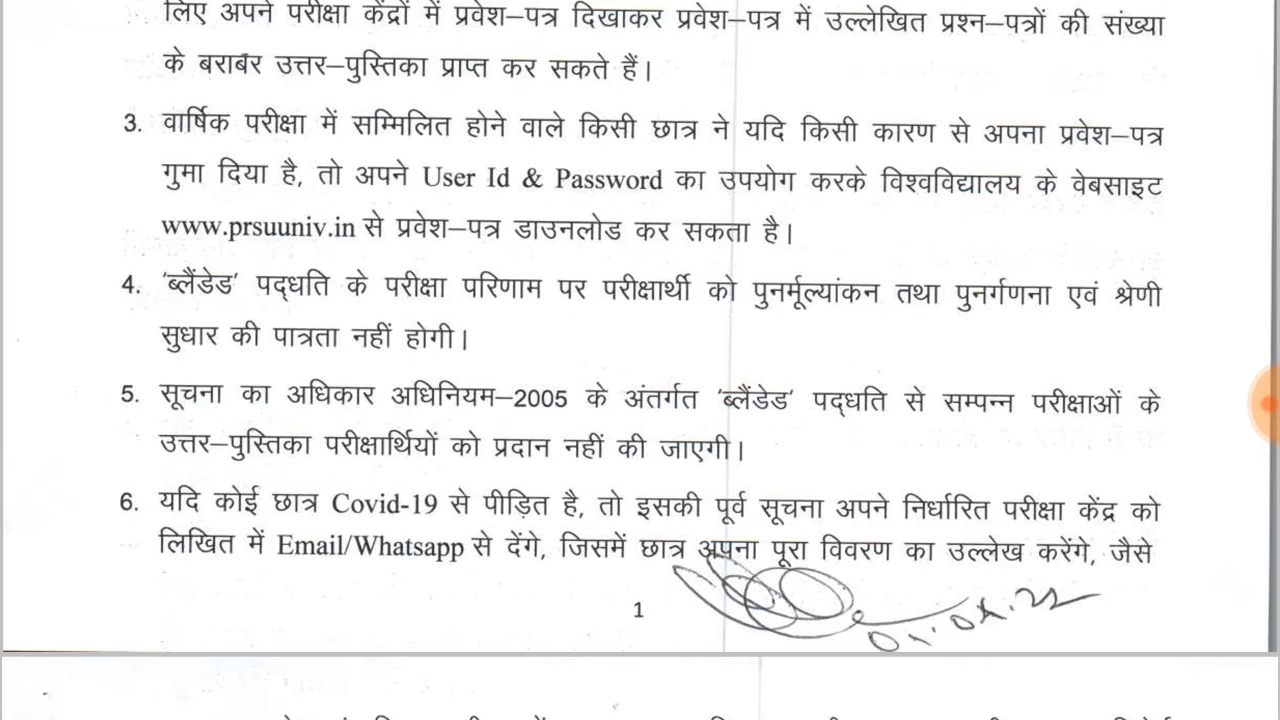 लिए अपने परीक्षा केंद्रों में प्रवेश–पत्र दिखाकर प्रवेश–पत्र में उल्लेखित प्रश्न–पत्रों की संख्या
के बराबर उत्तर–पुस्तिका प्राप्त कर सकते हैं।
3. वार्षिक परीक्षा में सम्मिलित होने वाले किसी छात्र ने यदि किसी कारण से अपना प्रवेश–पत्र
गुमा दिया है, तो अपने User Id & Password का उपयोग करके विश्वविद्यालय के वेबसाइट
www.prsuuniv.in से प्रवेश–पत्र डाउनलोड कर सकता है।
4. 'ब्लैंडेड' पद्धति के परीक्षा परिणाम पर परीक्षार्थी को पुनर्मूल्यांकन तथा पुनर्गणना एवं श्रेणी
सुधार की पात्रता नहीं होगी।
5. सूचना का अधिकार अधिनियम–2005 के अंतर्गत 'ब्लैंडेड' पद्धति से सम्पन्न परीक्षाओं के
उत्तर–पुस्तिका परीक्षार्थियों को प्रदान नहीं की जाएगी।
6. यदि कोई छात्र Covid-19 से पीड़ित है, तो इसकी पूर्व सूचना अपने निर्धारित परीक्षा केंद्र को
लिखित में Email/Whatsapp से देंगे, जिसमें छात्र अपना पूरा विवरण का उल्लेख करेंगे, जैसे
1